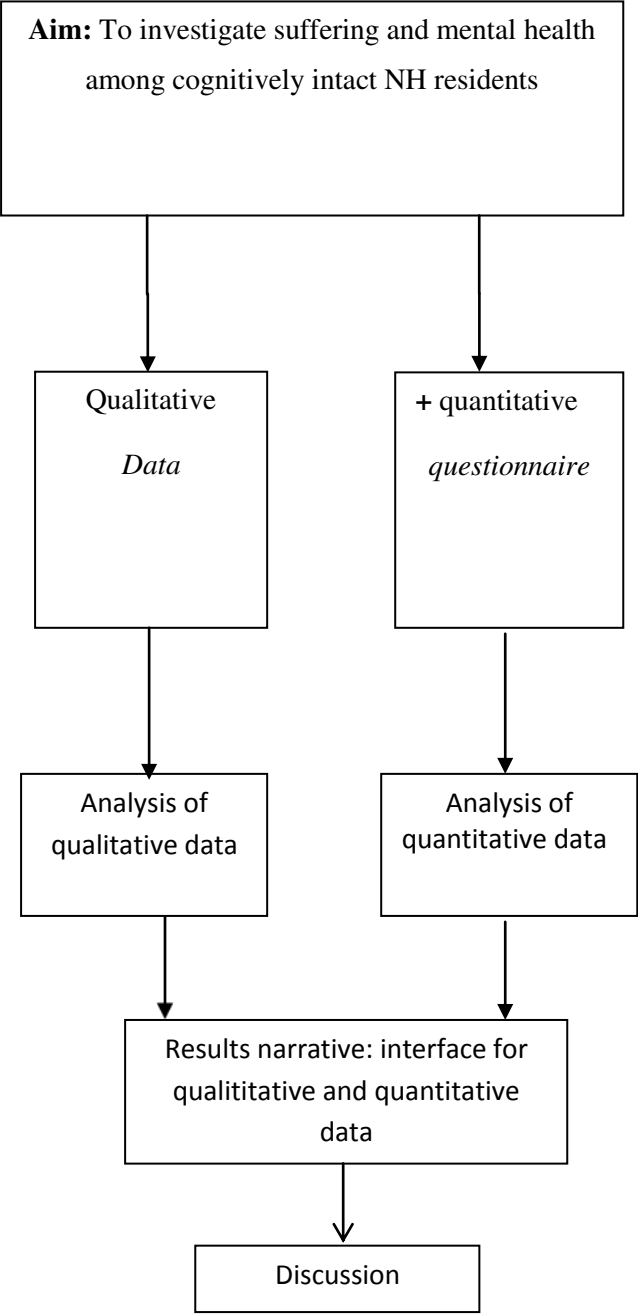 Aim: To investigate suffering and mental health
among cognitively intact NH residents
Qualitative
Data
+ quantitative
questionnaire
Analysis of
qualitative data
Analysis of
quantitative data
Results narrative: interface for
qualititative and quantitative
data
Discussion